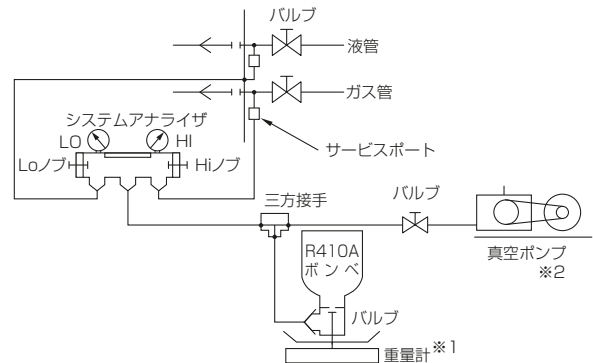 バルブ
液管
ガス管
システムアナライザ
LO
HI
Loノブ
Hiノブ
サービスポート
三方接手
バルブ
R410A
ボンベ
真空ポンプ
※2
バルブ
重量計※1